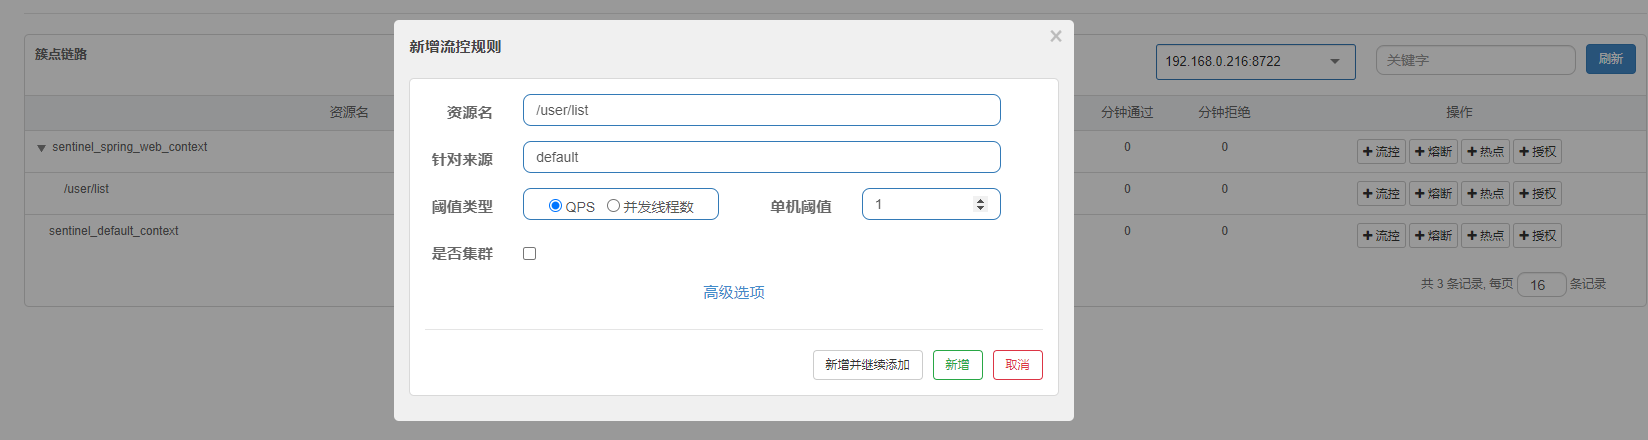 新增流控规则
×
簇点链路
192.168.0.216:8722
关键字
刷新
资源名
分钟通过
分钟拒绝
操作
sentinel_spring_web_context
0
0
+ 流控
+ 熔断
+ 热点
+ 授权
/user/list
0
0
+ 流控
+ 熔断
+ 热点
+ 授权
sentinel_default_context
0
0
+ 流控
+ 熔断
+ 热点
+ 授权
共 3 条记录, 每页 16 条记录
资源名
/user/list
针对来源
default
阈值类型
QPS
并发线程数
单机阈值
1
是否集群
高级选项
新增并继续添加
新增
取消